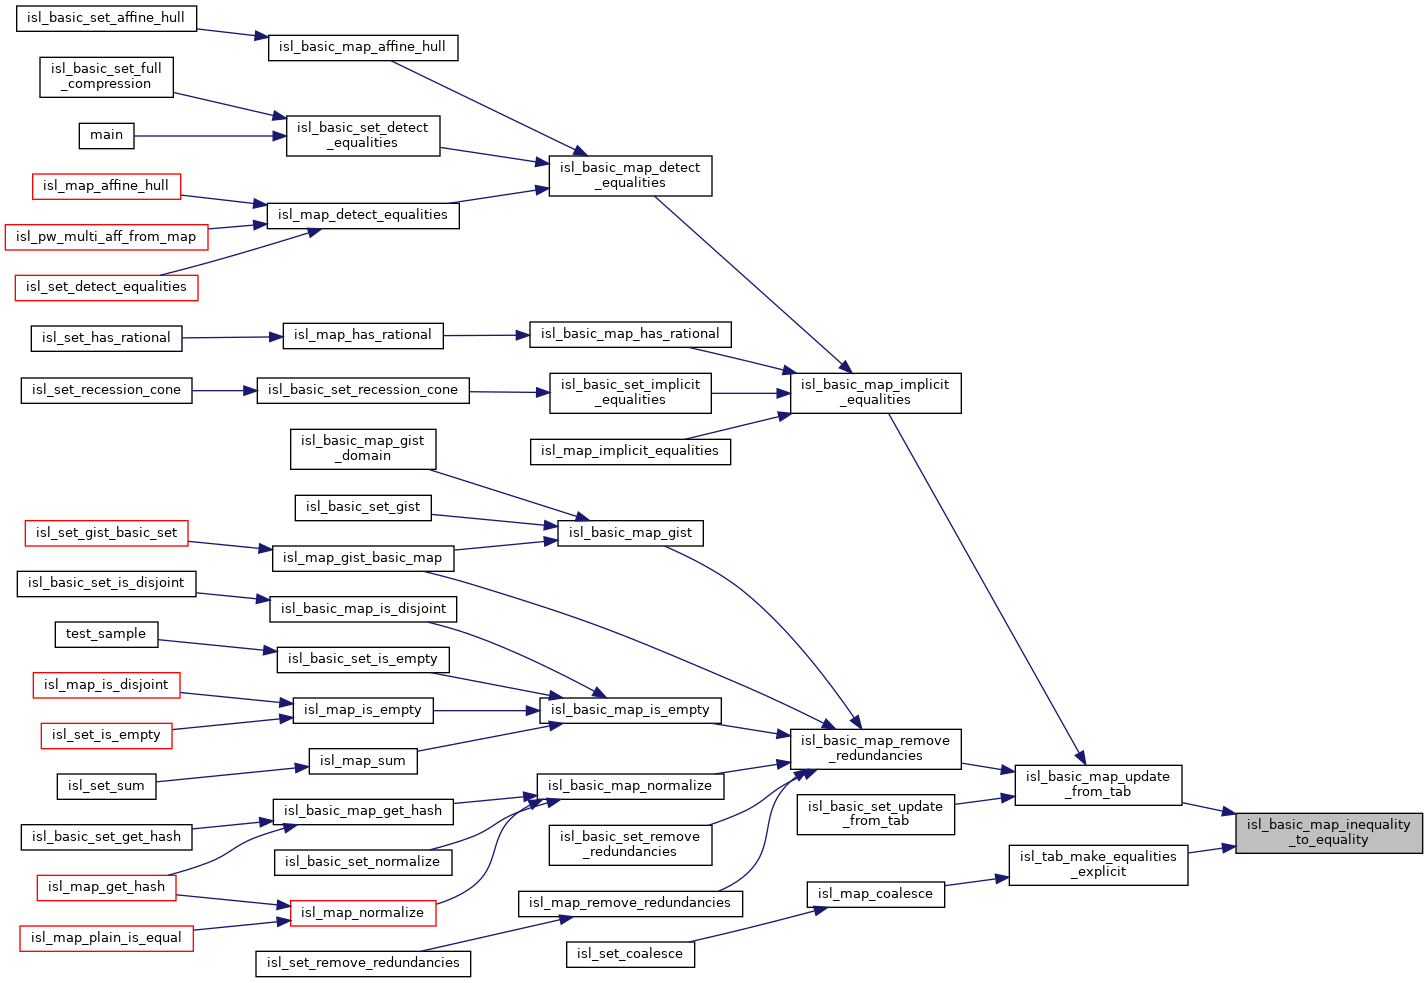 isl_basic_set_affine_hull
isl_basic_map_affine_hull
isl_basic_set_full
_compression
main
isl_basic_set_detect
_equalities
isl_basic_map_detect
_equalities
isl_map_affine_hull
isl_map_detect_equalities
isl_pw_multi_aff_from_map
isl_set_detect_equalities
isl_set_has_rational
isl_map_has_rational
isl_basic_map_has_rational
isl_set_recession_cone
isl_basic_set_recession_cone
isl_basic_set_implicit
_equalities
isl_basic_map_implicit
_equalities
isl_map_implicit_equalities
isl_basic_map_gist
_domain
isl_basic_set_gist
isl_basic_map_gist
isl_set_gist_basic_set
isl_map_gist_basic_map
isl_basic_set_is_disjoint
isl_basic_map_is_disjoint
test_sample
isl_basic_set_is_empty
isl_map_is_disjoint
isl_map_is_empty
isl_basic_map_is_empty
isl_set_is_empty
isl_map_sum
isl_set_sum
isl_basic_map_remove
_redundancies
isl_basic_map_normalize
isl_basic_map_update
_from_tab
isl_basic_set_update
_from_tab
isl_basic_map_get_hash
isl_basic_set_get_hash
isl_basic_set_remove
_redundancies
isl_basic_map_inequality
_to_equality
isl_basic_set_normalize
isl_tab_make_equalities
_explicit
isl_map_get_hash
isl_map_coalesce
isl_map_remove_redundancies
isl_map_normalize
isl_map_plain_is_equal
isl_set_coalesce
isl_set_remove_redundancies